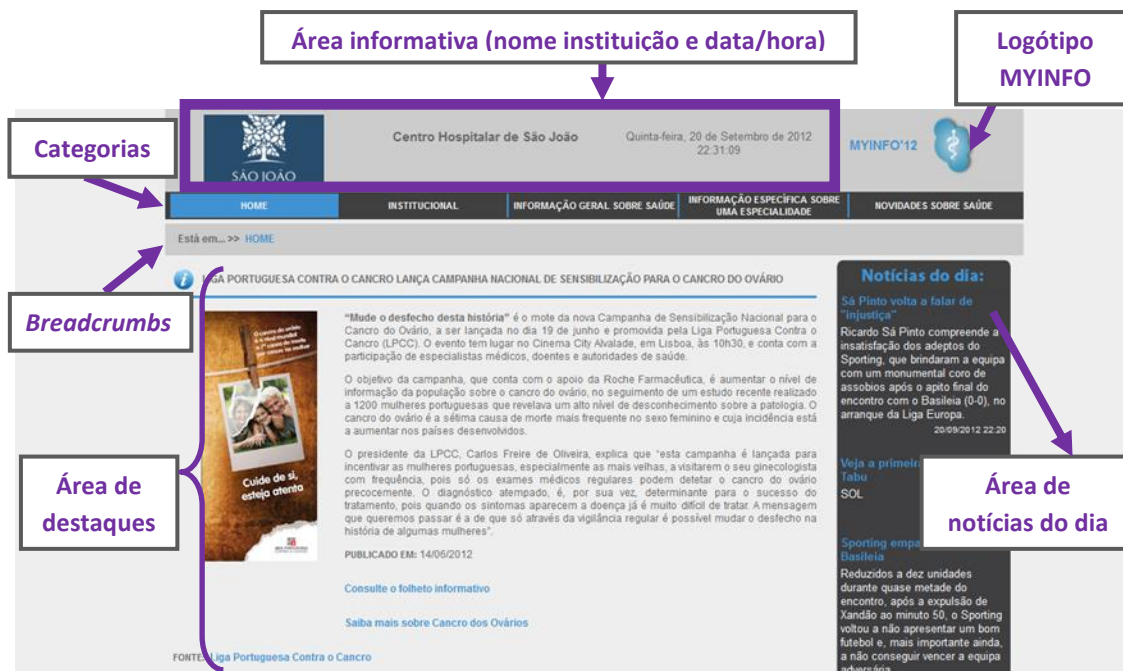 Área informativa (nome instituição e data/hora)
Logótipo
MYINFO
Categorias
SÃO JOÃO
Centro Hospitalar de São João
Quinta-feira, 20 de Setembro de 2012
22:31:09
MYINFO'12
HOME
INSTITUCIONAL
INFORMAÇÃO GERAL SOBRE SAÚDE
INFORMAÇÃO ESPECÍFICA SOBRE
UMA ESPECIALIDADE
NOVIDADES SOBRE SAÚDE
Está em... >> HOME
Breadcrumbs
LIGA PORTUGUESA CONTRA O CANCRO LANÇA CAMPANHA NACIONAL DE SENSIBILIZAÇÃO PARA O CANCRO DO OVÁRIO
"Mude o desfecho desta história" é o mote da nova Campanha de Sensibilização Nacional para o
Cancro do Ovário, a ser lançada no dia 19 de junho e promovida pela Liga Portuguesa Contra o
Cancro (LPCC). O evento tem lugar no Cinema City Alvalade, em Lisboa, às 10h30, e conta com a
participação de especialistas médicos, doentes e autoridades de saúde.
O objetivo da campanha, que conta com o apoio da Roche Farmacêutica, é aumentar o nível de
informação da população sobre o cancro do ovário, no seguimento de um estudo recente realizado
a 1200 mulheres portuguesas que revelava um alto nível de desconhecimento sobre a patologia. O
cancro do ovário é a sétima causa de morte mais frequente no sexo feminino e cuja incidência está
a aumentar nos países desenvolvidos.
O presidente da LPCC, Carlos Freire de Oliveira, explica que "esta campanha é lançada para
incentivar as mulheres portuguesas, especialmente as mais velhas, a visitarem o seu ginecologista
com frequência, pois só os exames médicos regulares podem detetar o cancro do ovário
precocemente. O diagnóstico atempado, é, por sua vez, determinante para o sucesso do
tratamento, pois quando os sintomas aparecem a doença já é muito difícil de tratar. A mensagem
que queremos passar é a de que só através da vigilância regular é possível mudar o desfecho na
história de algumas mulheres".
PUBLICADO EM: 14/06/2012
Consulte o folheto informativo
Saiba mais sobre Cancro dos Ovários
FONTE: Liga Portuguesa Contra o Cancro
Cuide de si,
esteja atenta
Área de
destaques
Notícias do dia:
Sá Pinto volta a falar de
"injustiça"
Ricardo Sá Pinto compreende a
insatisfação dos adeptos do
Sporting, que brindaram a equipa
com um monumental coro de
assobios após o apito final do
encontro com o Basileia (0-0), no
arranque da Liga Europa.
20/09/2012 22:20
Veja a primeira
Tabu
SOL
Área de
notícias do dia
Sporting
Basileia
Reduzidos a dez unidades
durante quase metade do
encontro, após a expulsão de
Xandão ao minuto 50, o Sporting
voltou a não apresentar um bom
futebol e, mais importante ainda,
a não conseguir vencer a equipa
adversária